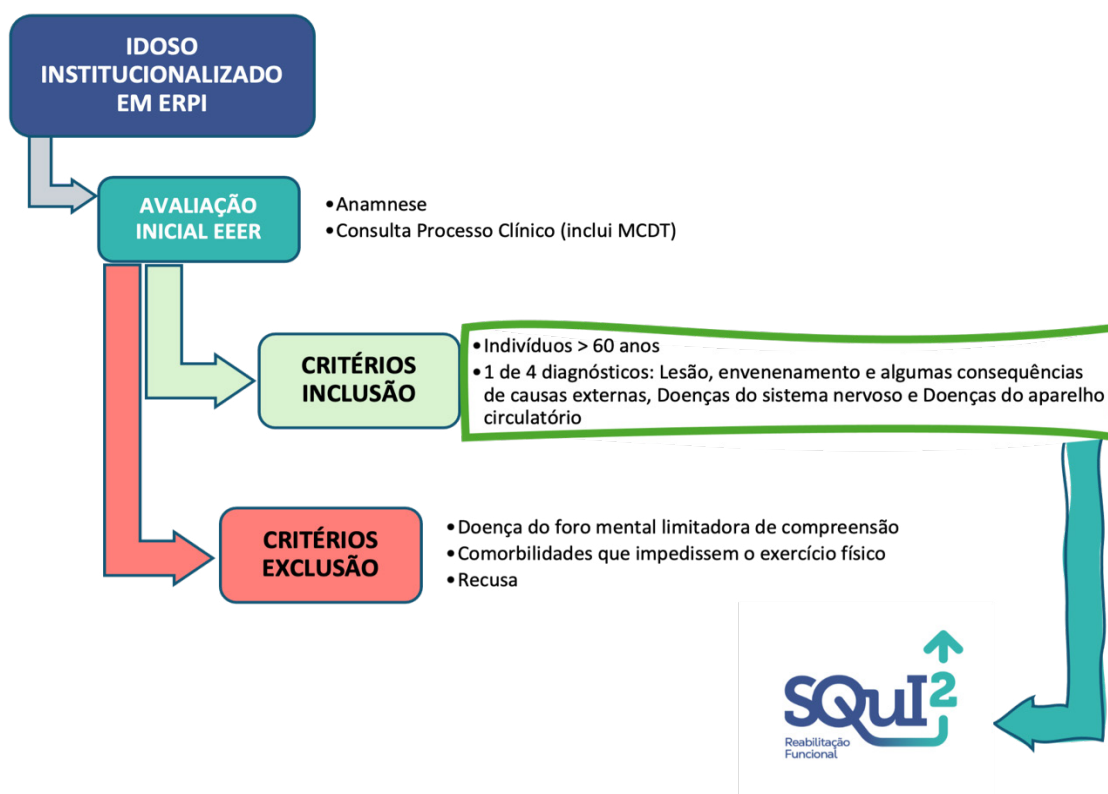 IDOSO
INSTITUCIONALIZADO
EM ERPI
AVALIAÇÃO
INICIAL EEER
•Anamnese
•Consulta Processo Clínico (inclui MCDT)
CRITÉRIOS
INCLUSÃO
•Indivíduos > 60 anos
•1 de 4 diagnósticos: Lesão, envenenamento e algumas consequências
de causas externas, Doenças do sistema nervoso e Doenças do aparelho
circulatório
CRITÉRIOS
EXCLUSÃO
•Doença do foro mental limitadora de compreensão
•Comorbilidades que impedissem o exercício físico
•Recusa
SQuI2
Reabilitação
Funcional